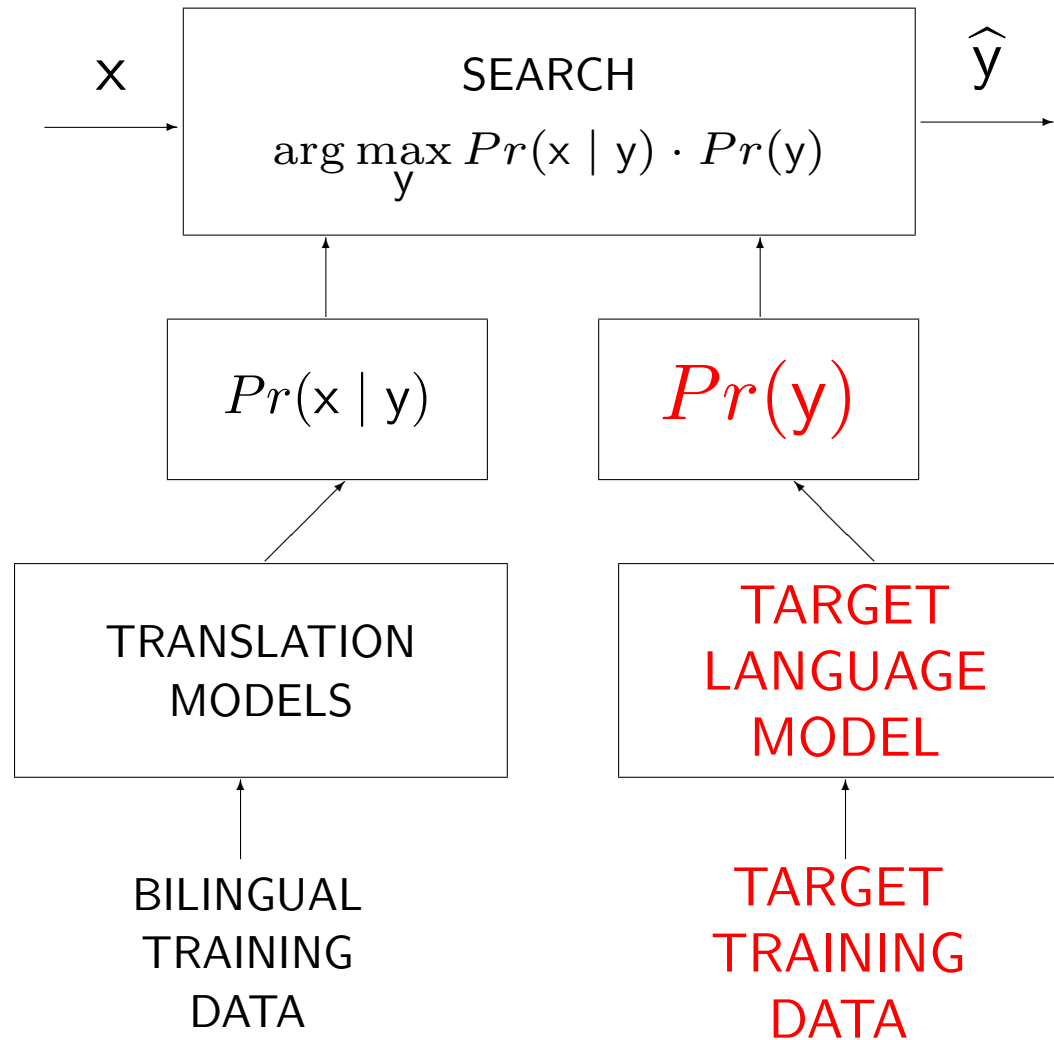 x
SEARCH
ŷ
arg max Pr(x | y) · Pr(y)
y
Pr(x | y)
Pr(y)
TRANSLATION
MODELS
TARGET
LANGUAGE
MODEL
BILINGUAL
TRAINING
DATA
TARGET
TRAINING
DATA